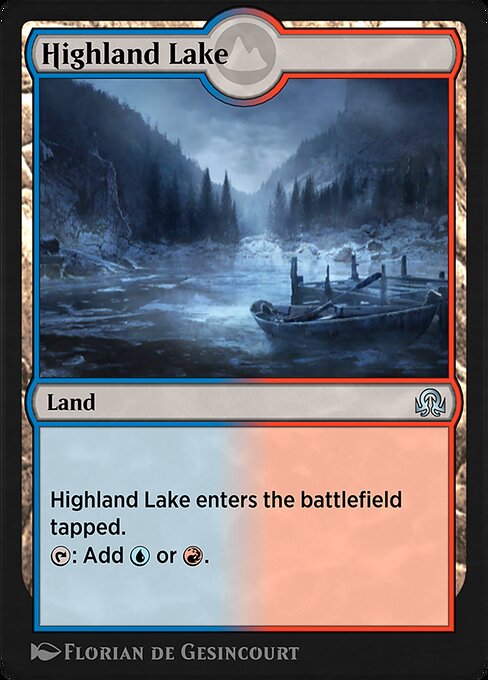 Highland Lake
Land
Highland Lake enters the battlefield
tapped.
: Add or .
Florian de Gesincourt